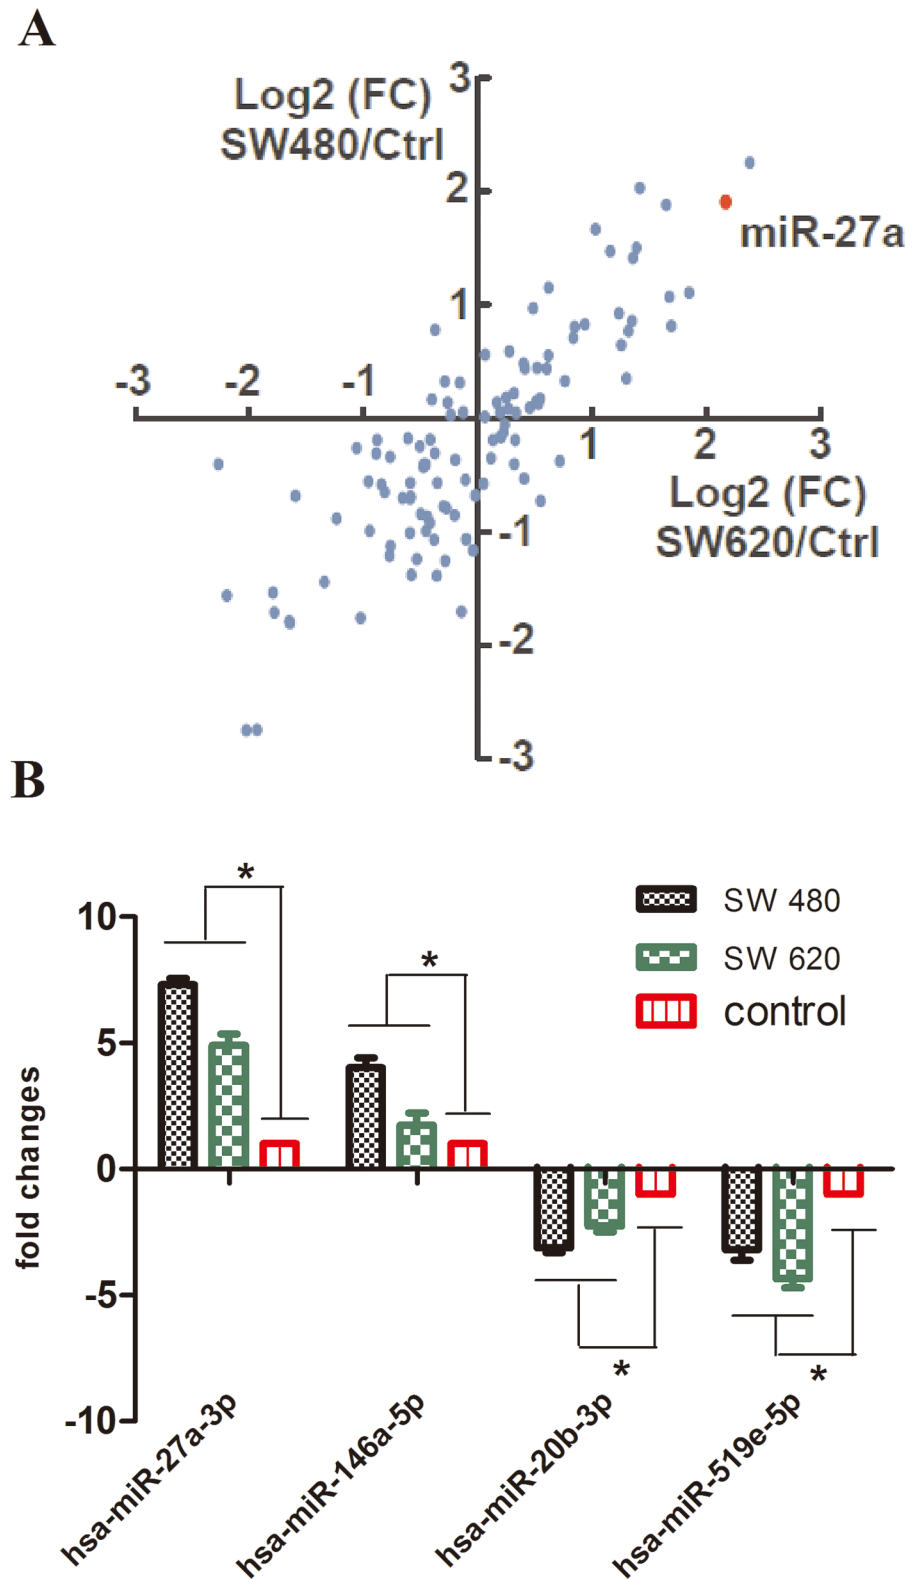 A
3
Log2 (FC)
SW480/Ctrl
2
miR-27a
1
-3 -2 -1
1 2 3
Log2 (FC)
SW620/Ctrl
-1
-2
-3
B
*
10
SW 480
*
SW 620
control
5
fold changes
0
-5
*
*
-10
hsa-miR-27a-3p
hsa-miR-146a-5p
hsa-miR-20b-3p
hsa-miR-519e-5p